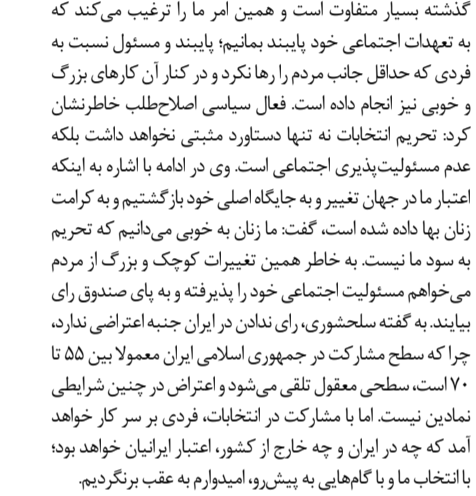 گذشته بسیار متفاوت است و همین امر ما را ترغیب می‌کند که
به تعهدات اجتماعی خود پایبند بمانیم؛ پایبند و مسئول نسبت به
فردی که حداقل جانب مردم را رها نکرد و در کنار آن کارهای بزرگ
و خوبی نیز انجام داده است. فعال سیاسی اصلاح‌طلب خاطرنشان
کرد: تحریم انتخابات نه تنها دستاورد مثبتی نخواهد داشت بلکه
عدم مسئولیت‌پذیری اجتماعی است. وی در ادامه با اشاره به اینکه
اعتبار ما در جهان تغییر و به جایگاه اصلی خود بازگشتیم و به کرامت
زنان بها داده شده است، گفت: ما زنان به خوبی می‌دانیم که تحریم
به سود ما نیست. به خاطر همین تغییرات کوچک و بزرگ از مردم
می‌خواهم مسئولیت اجتماعی خود را پذیرفته و به پای صندوق رای
بیایند. به گفته سلحشوری، رای ندادن در ایران جنبه اعتراضی ندارد،
چرا که سطح مشارکت در جمهوری اسلامی ایران معمولا بین ۵۵ تا
۷۰ است، سطحی معقول تلقی می‌شود و اعتراض در چنین شرایطی
نمادین نیست. اما با مشارکت در انتخابات، فردی بر سر کار خواهد
آمد که چه در ایران و چه خارج از کشور، اعتبار ایرانیان خواهد بود؛
با انتخاب ما و با گام‌هایی به پیش‌رو، امیدوارم به عقب برنگردیم.